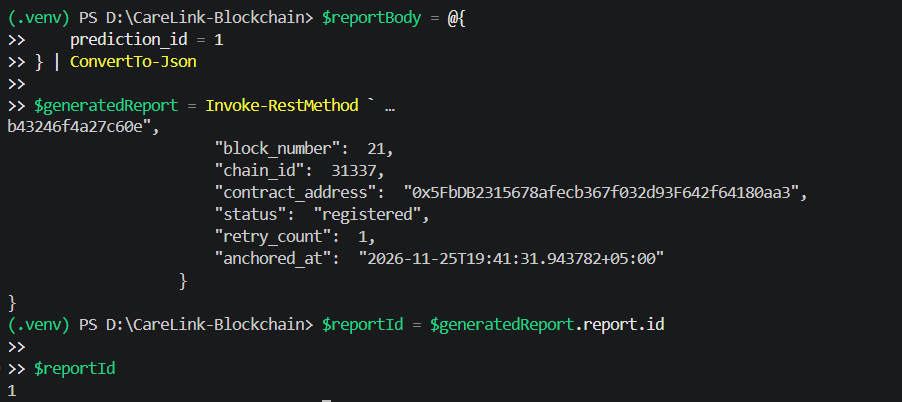 (.venv) PS D:\CareLink-Blockchain> $reportBody = @{
>>     prediction_id = 1
>> } | ConvertTo-Json
>>
>> $generatedReport = Invoke-RestMethod ` …
b43246f4a27c60e",
                         "block_number":  21,
                         "chain_id":  31337,
                         "contract_address":  "0x5FbDB2315678afecb367f032d93F642f64180aa3",
                         "status":  "registered",
                         "retry_count":  1,
                         "anchored_at":  "2026-11-25T19:41:31.943782+05:00"
                     }
}
(.venv) PS D:\CareLink-Blockchain> $reportId = $generatedReport.report.id
>>
>> $reportId
1